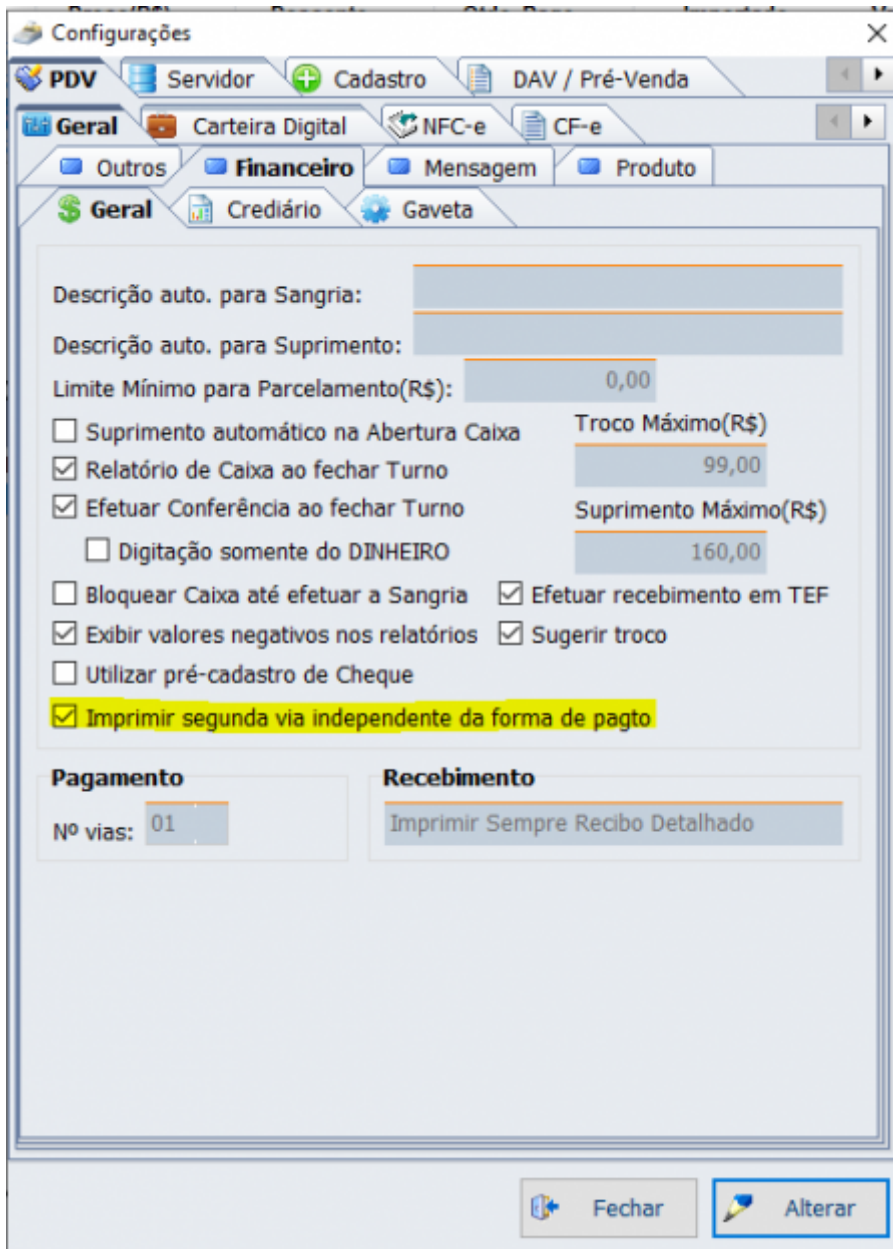 Configurações
PDV Servidor Cadastro DAV / Pré-Venda
Geral Carteira Digital NFC-e CF-e
Outros Financeiro Mensagem Produto
Geral Crediário Gaveta
Descrição auto. para Sangria:
Descrição auto. para Suprimento:
Limite Mínimo para Parcelamento(R$): 0,00
Suprimento automático na Abertura Caixa Troco Máximo(R$)
Relatório de Caixa ao fechar Turno 99,00
Efetuar Conferência ao fechar Turno Suprimento Máximo(R$)
Digitação somente do DINHEIRO 160,00
Bloquear Caixa até efetuar a Sangria Efetuar recebimento em TEF
Exibir valores negativos nos relatórios Sugerir troco
Utilizar pré-cadastro de Cheque
Imprimir segunda via independente da forma de pagto
Pagamento Recebimento
Nº vias: 01 Imprimir Sempre Recibo Detalhado
Fechar Alterar